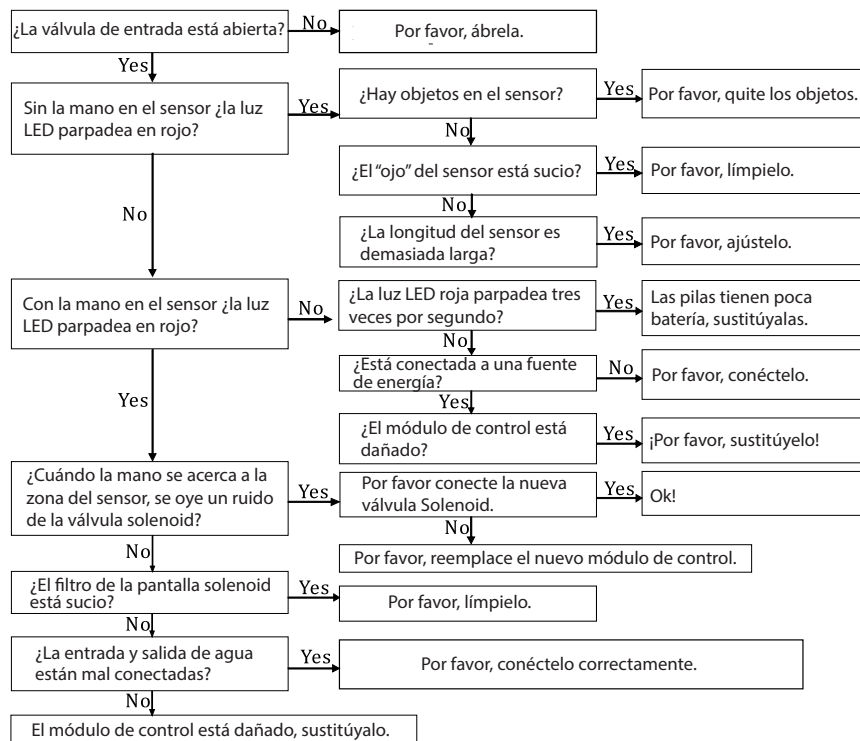 ¿La válvula de entrada está abierta?
No
Por favor, ábrela.
Yes
Sin la mano en el sensor ¿la luz
LED parpadea en rojo?
Yes
¿Hay objetos en el sensor?
Yes
Por favor, quite los objetos.
No
¿El “ojo” del sensor está sucio?
Yes
Por favor, límpielo.
No
No
¿La longitud del sensor es
demasiada larga?
Yes
Por favor, ajústelo.
Con la mano en el sensor ¿la luz
LED parpadea en rojo?
No
¿La luz LED roja parpadea tres
veces por segundo?
Yes
Las pilas tienen poca
batería, sustitúyalas.
No
¿Está conectada a una fuente
de energía?
No
Por favor, conéctelo.
Yes
Yes
¿El módulo de control está
dañado?
Yes
¡Por favor, sustitúyelo!
¿Cuándo la mano se acerca a la
zona del sensor, se oye un ruido
de la válvula solenoid?
Yes
Por favor conecte la nueva
válvula Solenoid.
Yes
Ok!
No
Por favor, reemplace el nuevo módulo de control.
No
¿El filtro de la pantalla solenoid
está sucio?
Yes
Por favor, límpielo.
No
¿La entrada y salida de agua
están mal conectadas?
Yes
Por favor, conéctelo correctamente.
No
El módulo de control está dañado, sustitúyalo.